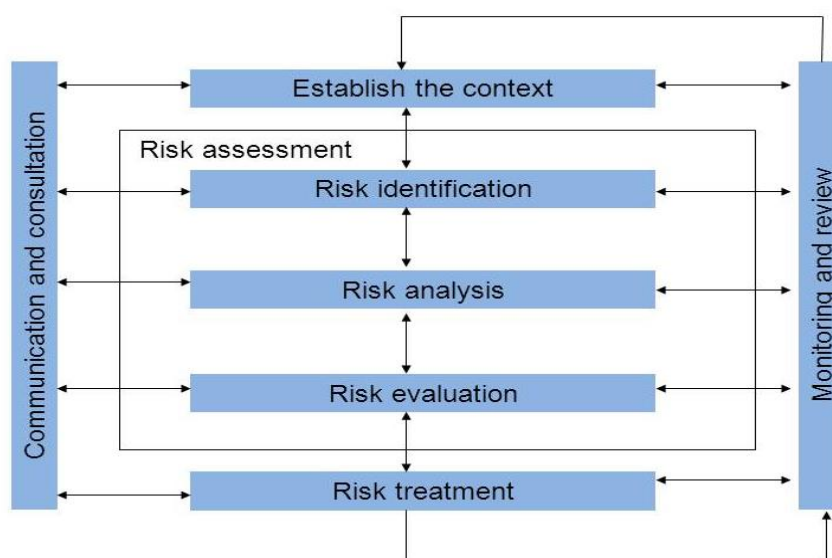 Establish the context
Risk assessment
Risk identification
Risk analysis
Risk evaluation
Risk treatment
Communication and consultation
Monitoring and review